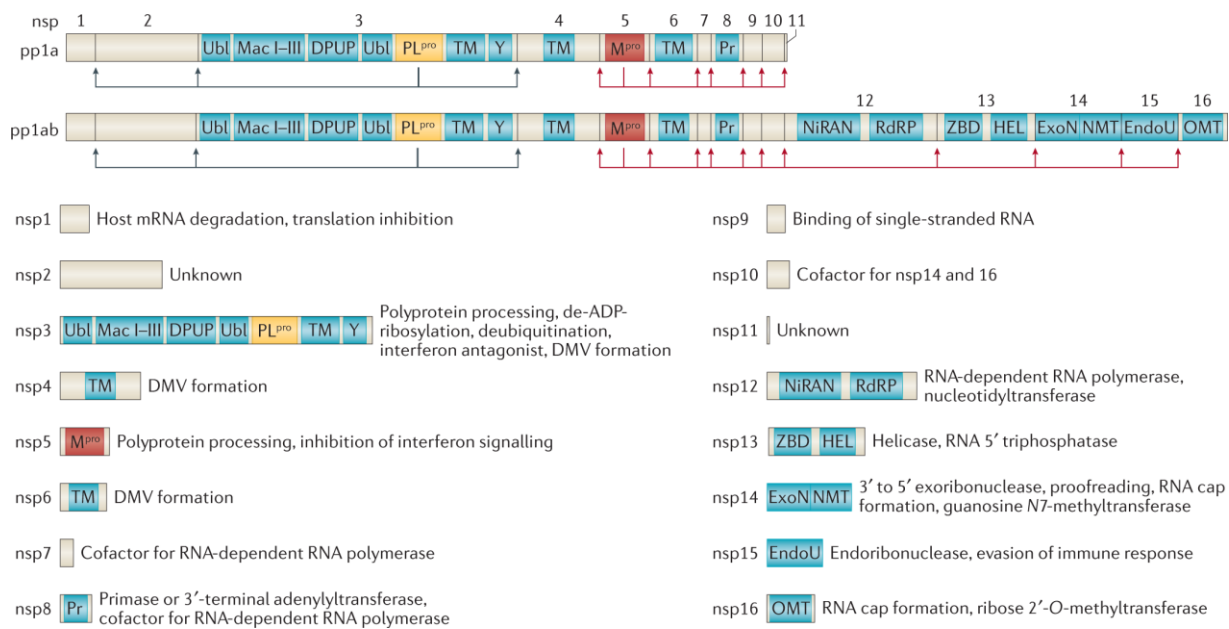 nsp 1 2 3 4 5 6 7 8 9 10 11
pp1a Ubl Mac I–III DPUP Ubl PLpro TM Y TM Mpro TM Pr
12 13 14 15 16
pp1ab Ubl Mac I–III DPUP Ubl PLpro TM Y TM Mpro TM Pr NiRAN RdRP ZBD HEL ExoN NMT EndoU OMT
nsp1 Host mRNA degradation, translation inhibition
nsp2 Unknown
nsp3 Ubl Mac I–III DPUP Ubl PLpro TM Y
Polyprotein processing, de-ADP-
ribosylation, deubiquitination,
interferon antagonist, DMV formation
nsp4 TM DMV formation
nsp5 Mpro Polyprotein processing, inhibition of interferon signalling
nsp6 TM DMV formation
nsp7 Cofactor for RNA-dependent RNA polymerase
nsp8 Pr
Primase or 3′-terminal adenylyltransferase,
cofactor for RNA-dependent RNA polymerase
nsp9 Binding of single-stranded RNA
nsp10 Cofactor for nsp14 and 16
nsp11 Unknown
nsp12 NiRAN RdRP
RNA-dependent RNA polymerase,
nucleotidyltransferase
nsp13 ZBD HEL Helicase, RNA 5′ triphosphatase
nsp14 ExoN NMT
3′ to 5′ exoribonuclease, proofreading, RNA cap
formation, guanosine N7-methyltransferase
nsp15 EndoU Endoribonuclease, evasion of immune response
nsp16 OMT RNA cap formation, ribose 2′-O-methyltransferase